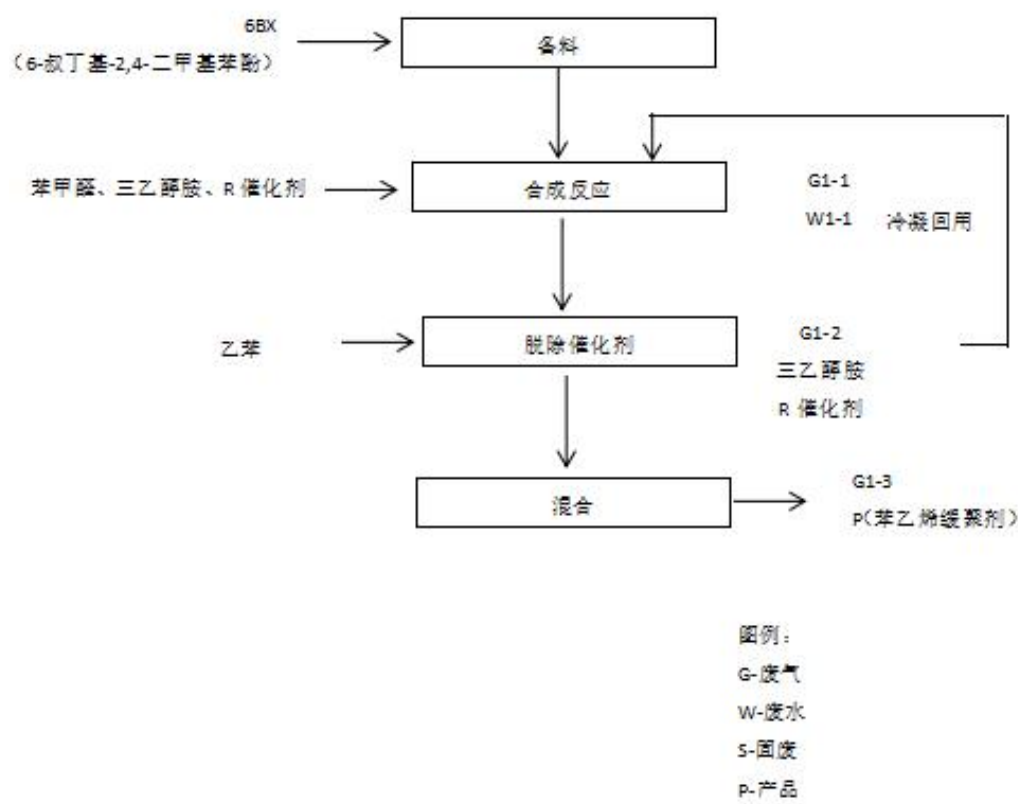 6BX
（6-叔丁基-2,4-二甲基苯酚）
备料
苯甲醛、三乙醇胺、R 催化剂
合成反应
G1-1
W1-1 冷凝回用
乙苯
脱除催化剂
G1-2
三乙醇胺
R 催化剂
混合
G1-3
P（苯乙烯缓聚剂）
图例：
G-废气
W-废水
S-固废
P-产品